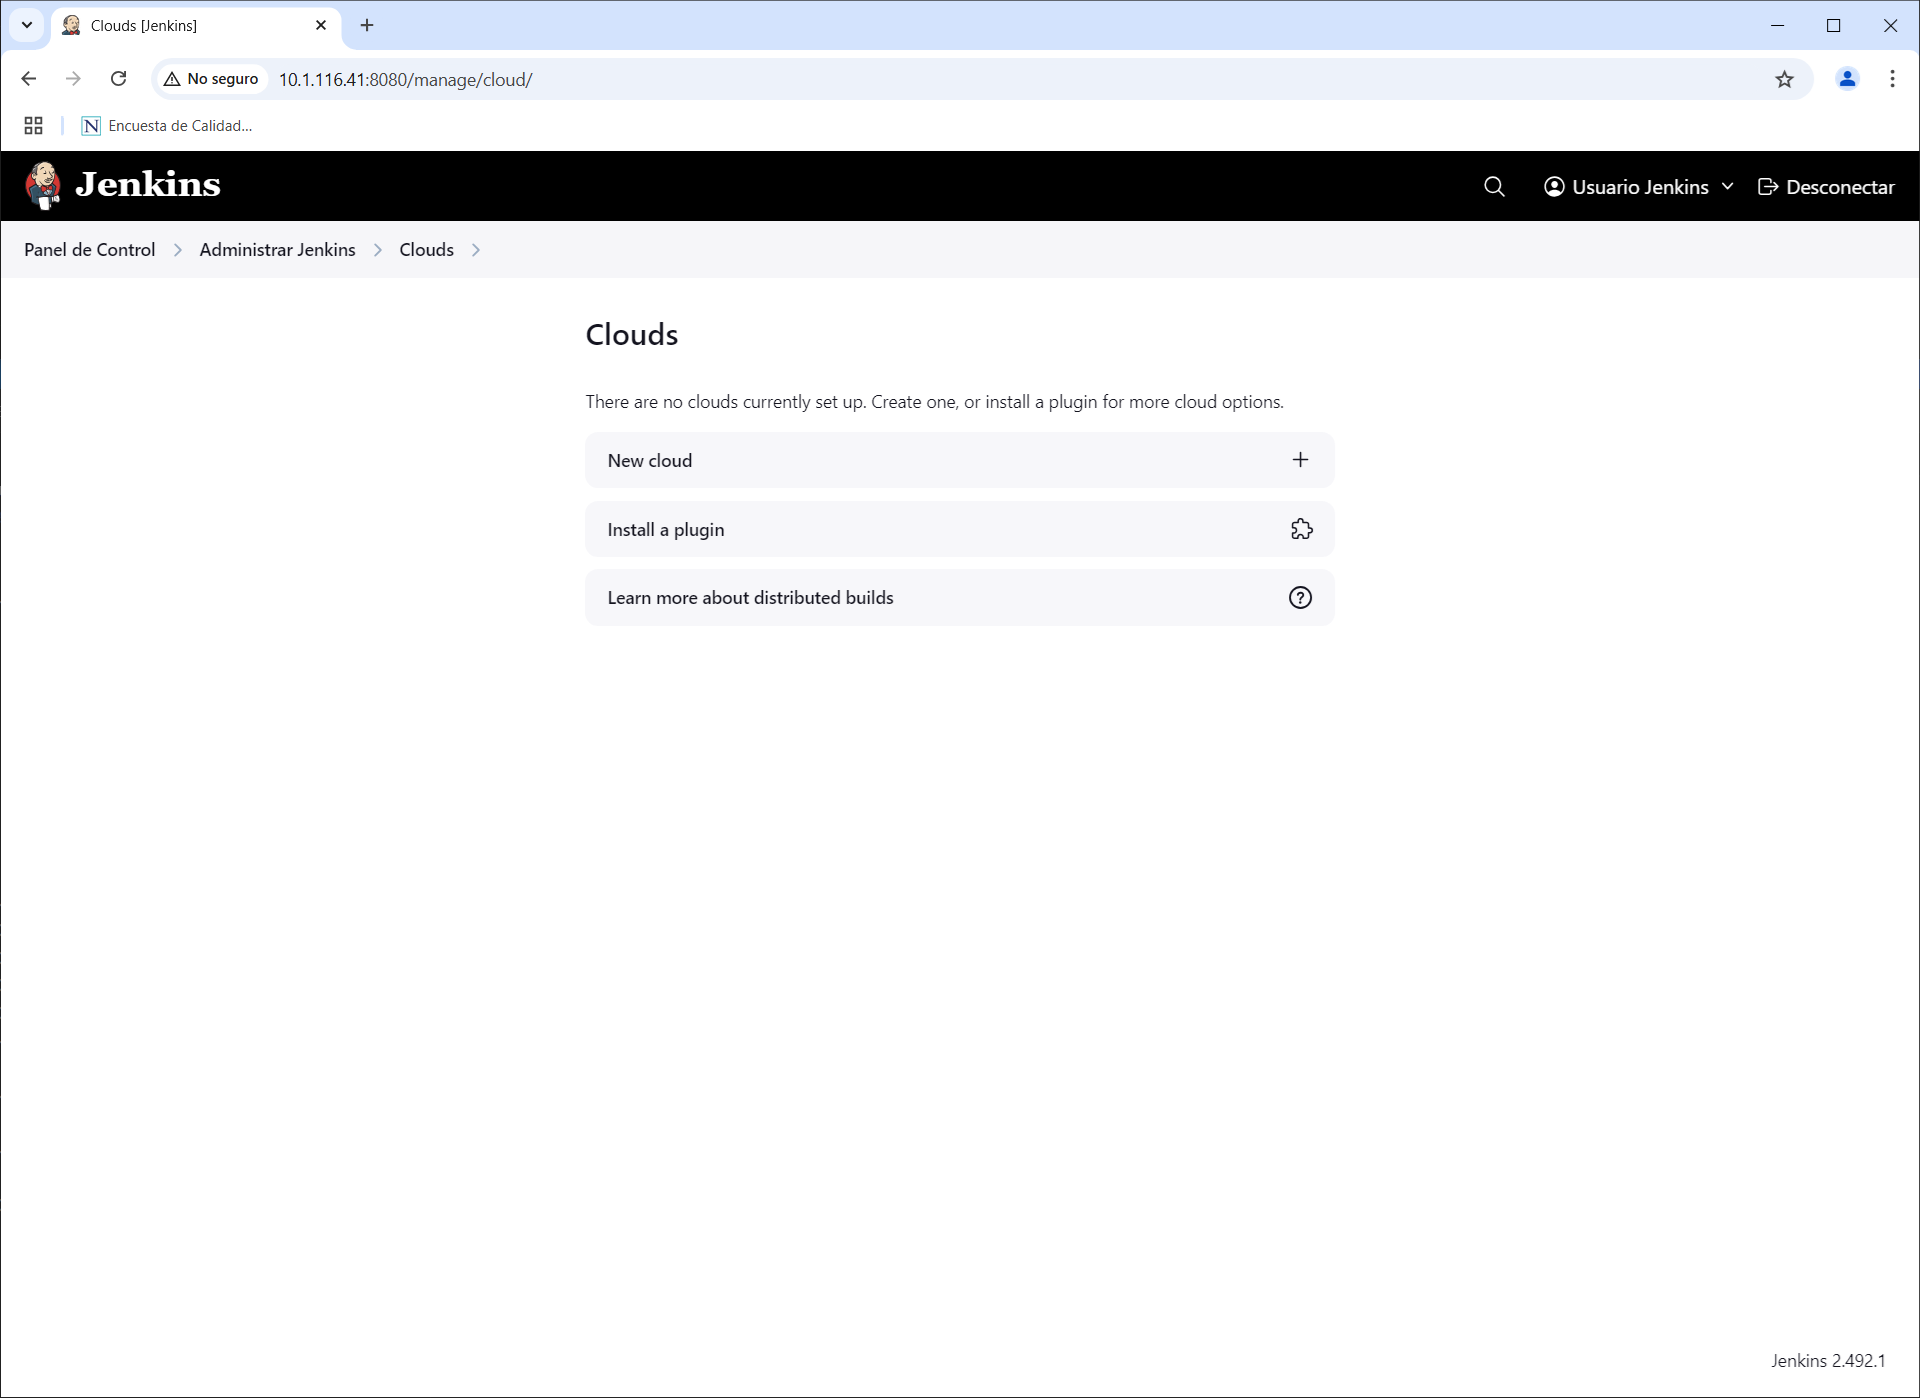 Clouds [Jenkins]
No seguro
10.1.116.41:8080/manage/cloud/
N Encuesta de Calidad...
Jenkins
Usuario Jenkins
Desconectar
Panel de Control
Administrar Jenkins
Clouds
Clouds
There are no clouds currently set up. Create one, or install a plugin for more cloud options.
New cloud
Install a plugin
Learn more about distributed builds
Jenkins 2.492.1